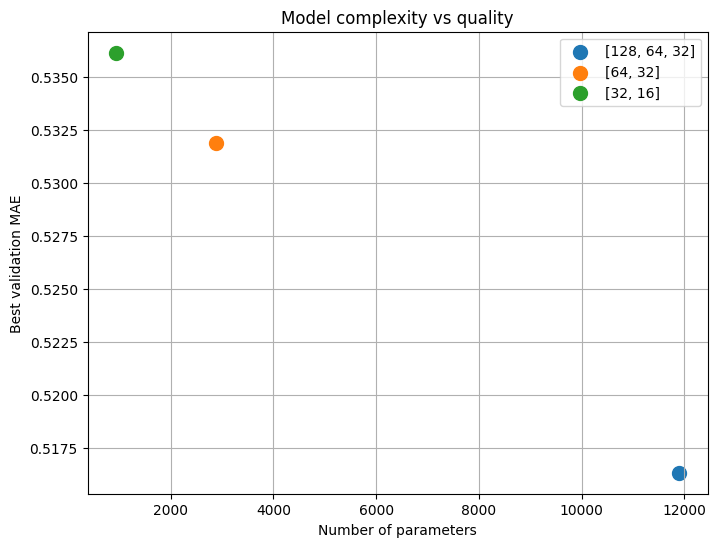 Model complexity vs quality
[128, 64, 32]
[64, 32]
[32, 16]
Best validation MAE
0.5350
0.5325
0.5300
0.5275
0.5250
0.5225
0.5200
0.5175
2000 4000 6000 8000 10000 12000
Number of parameters